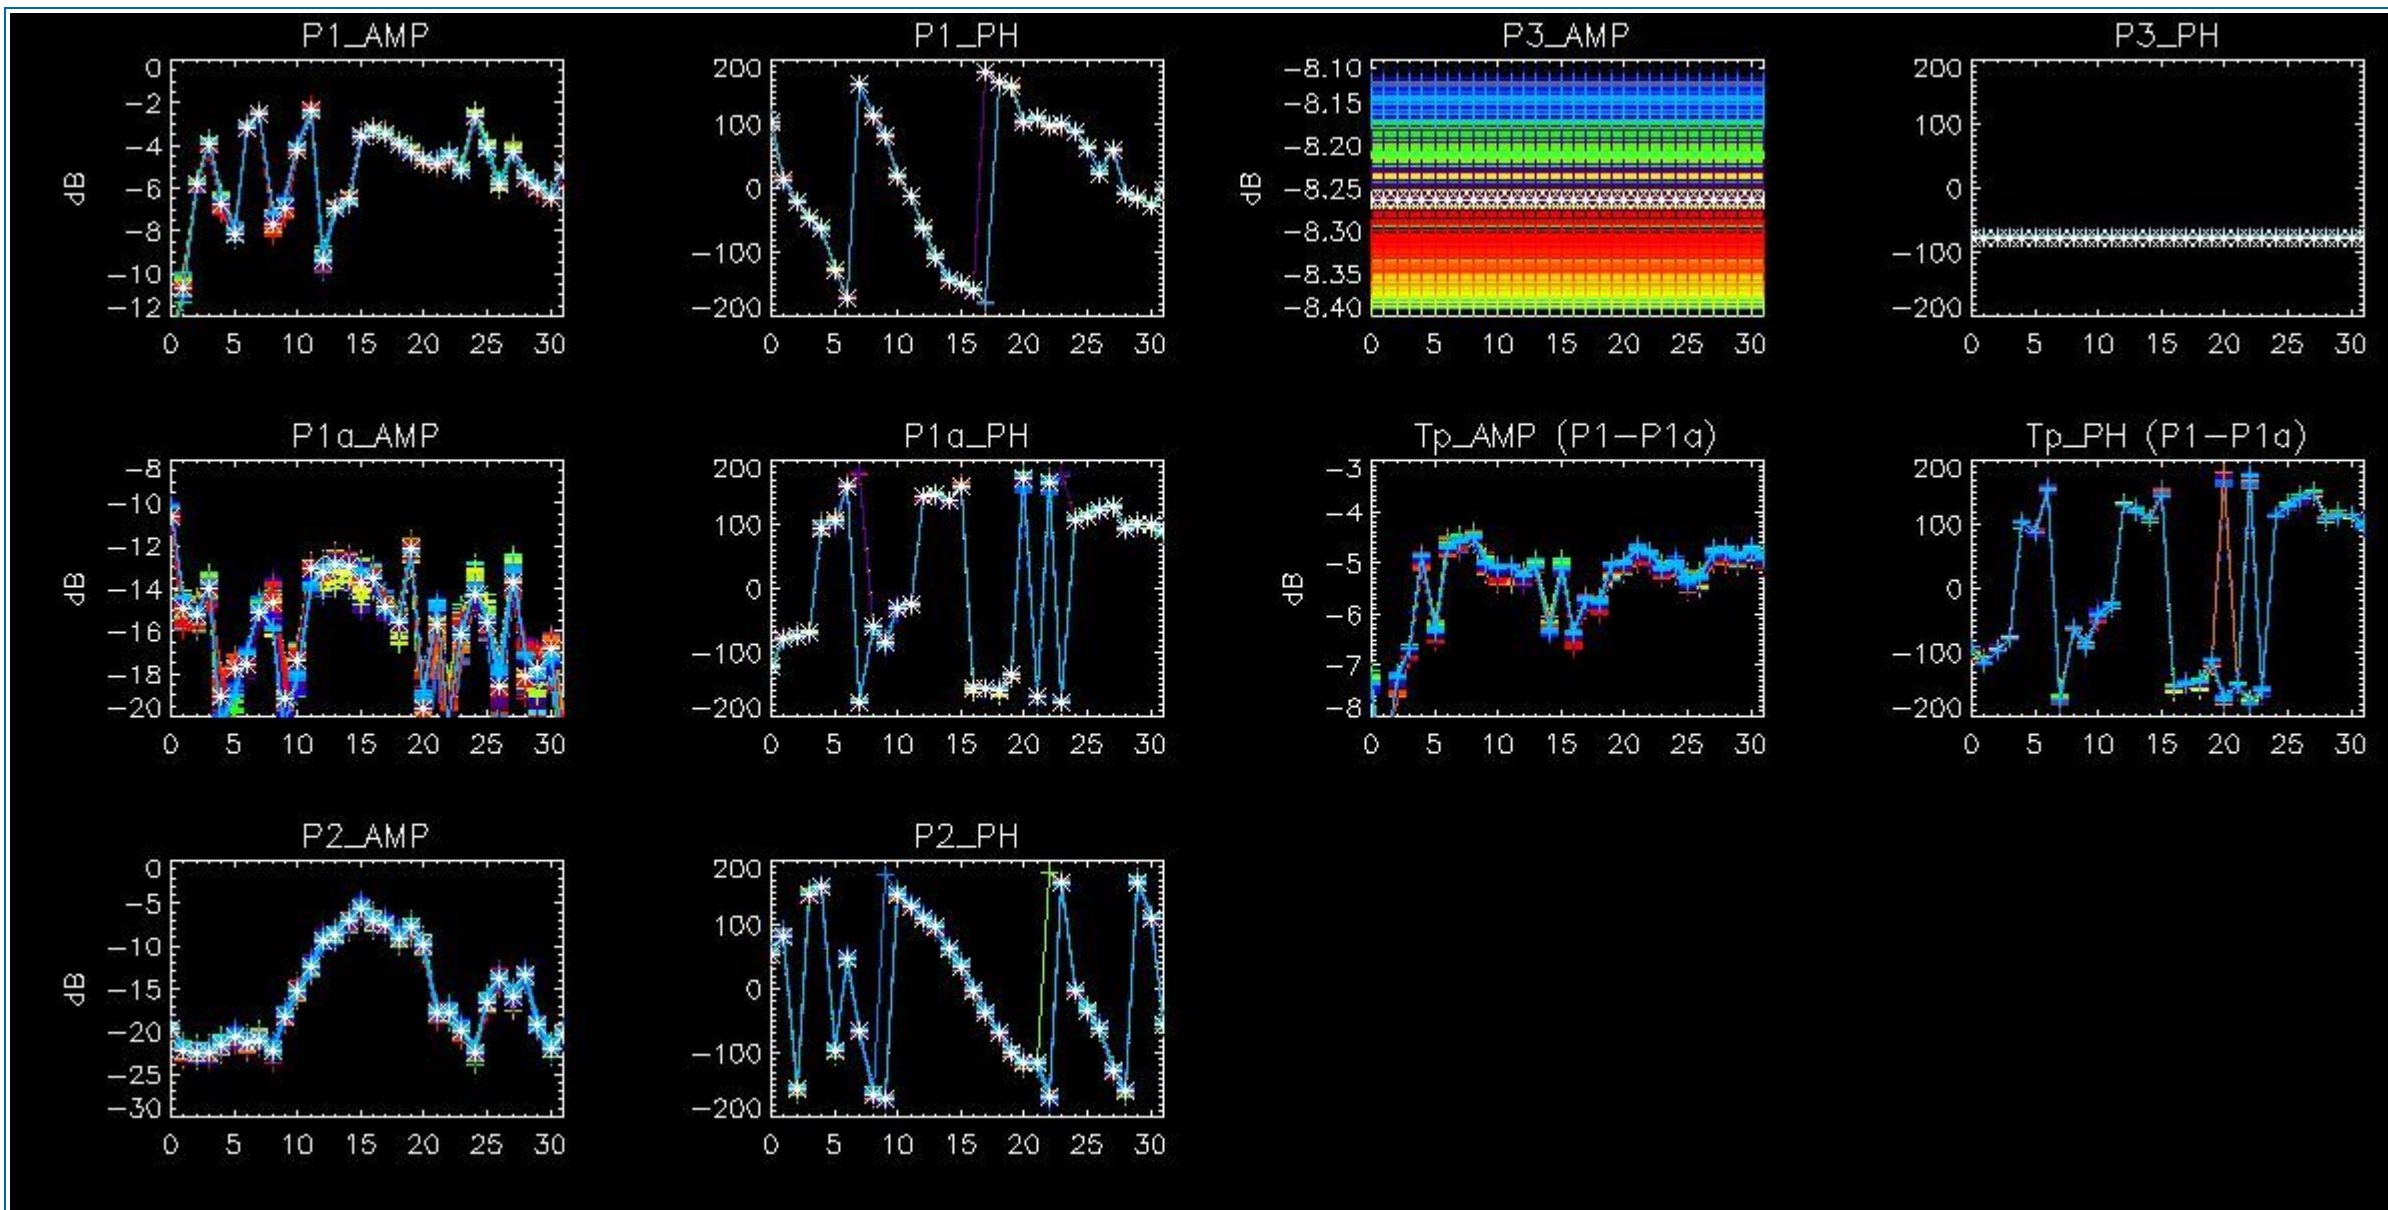 P1_AMP
0
−2
−4
−6
−8
−10
−12
dB
0 5 10 15 20 25 30
P1_PH
200
100
0
−100
−200
0 5 10 15 20 25 30
P3_AMP
−8.10
−8.15
−8.20
−8.25
−8.30
−8.35
−8.40
dB
0 5 10 15 20 25 30
P3_PH
200
100
0
−100
−200
0 5 10 15 20 25 30
P1a_AMP
−8
−10
−12
−14
−16
−18
−20
dB
0 5 10 15 20 25 30
P1a_PH
200
100
0
−100
−200
0 5 10 15 20 25 30
Tp_AMP (P1−P1a)
−3
−4
−5
−6
−7
−8
dB
0 5 10 15 20 25 30
Tp_PH (P1−P1a)
200
100
0
−100
−200
0 5 10 15 20 25 30
P2_AMP
0
−5
−10
−15
−20
−25
−30
dB
0 5 10 15 20 25 30
P2_PH
200
100
0
−100
−200
0 5 10 15 20 25 30